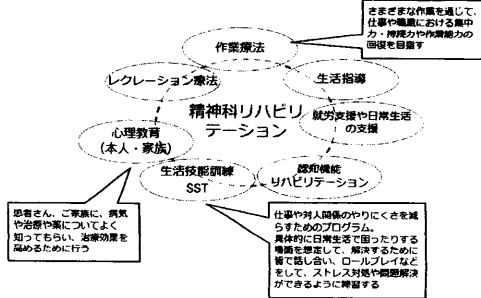 さまざまな作業を通じて、
仕事や職業における集中
力・持続力や作業能力の
回復を目指す
作業療法
レクレーション療法
生活指導
精神科リハビリ
テーション
就労支援や日常生活
の支援
心理教育
(本人・家族)
生活技能訓練
SST
認知機能
リハビリテーション
患者さん、ご家族に、病気
や治療や薬についてよく
知ってもらい、治療効果を
高めるために行う
仕事や対人関係のやりにくさを減
らすためのプログラム。
具体的に日常生活で困ったりする
場面を想定して、解決するために
皆で話し合い、ロールプレイなど
をして、ストレス対処や問題解決
ができるように練習する